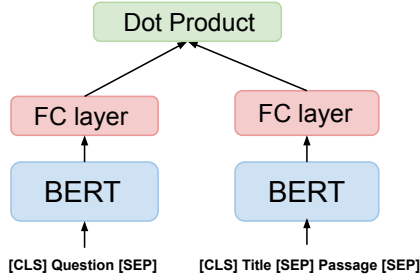 Dot Product
FC layer
FC layer
BERT
BERT
[CLS] Question [SEP]
[CLS] Title [SEP] Passage [SEP]